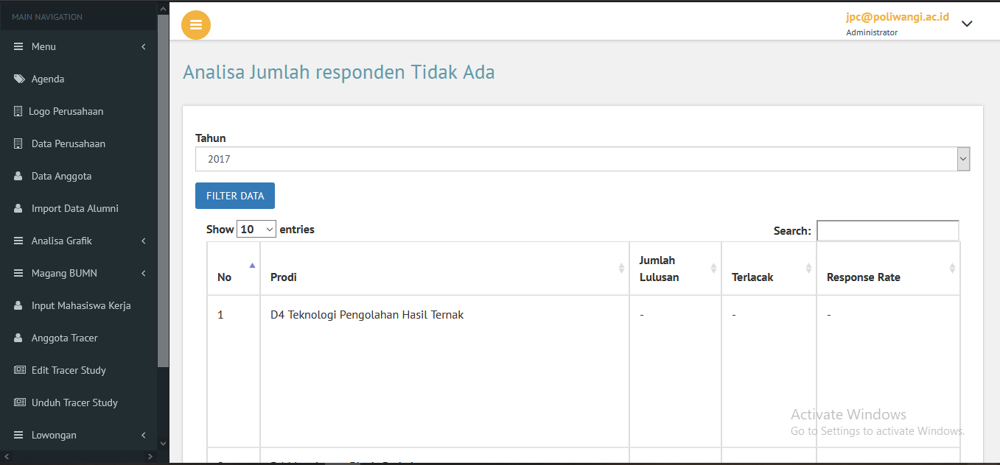 MAIN NAVIGATION
Menu
Agenda
Logo Perusahaan
Data Perusahaan
Data Anggota
Import Data Alumni
Analisa Grafik
Magang BUMN
Input Mahasiswa Kerja
Anggota Tracer
Edit Tracer Study
Unduh Tracer Study
Lowongan
jpc@poliwangi.ac.id
Administrator
Analisa Jumlah responden Tidak Ada
Tahun
2017
FILTER DATA
Show 10 entries
Search:
No Prodi Jumlah Lulusan Terlacak Response Rate
1 D4 Teknologi Pengolahan Hasil Ternak - - -
Activate Windows
Go to Settings to activate Windows.